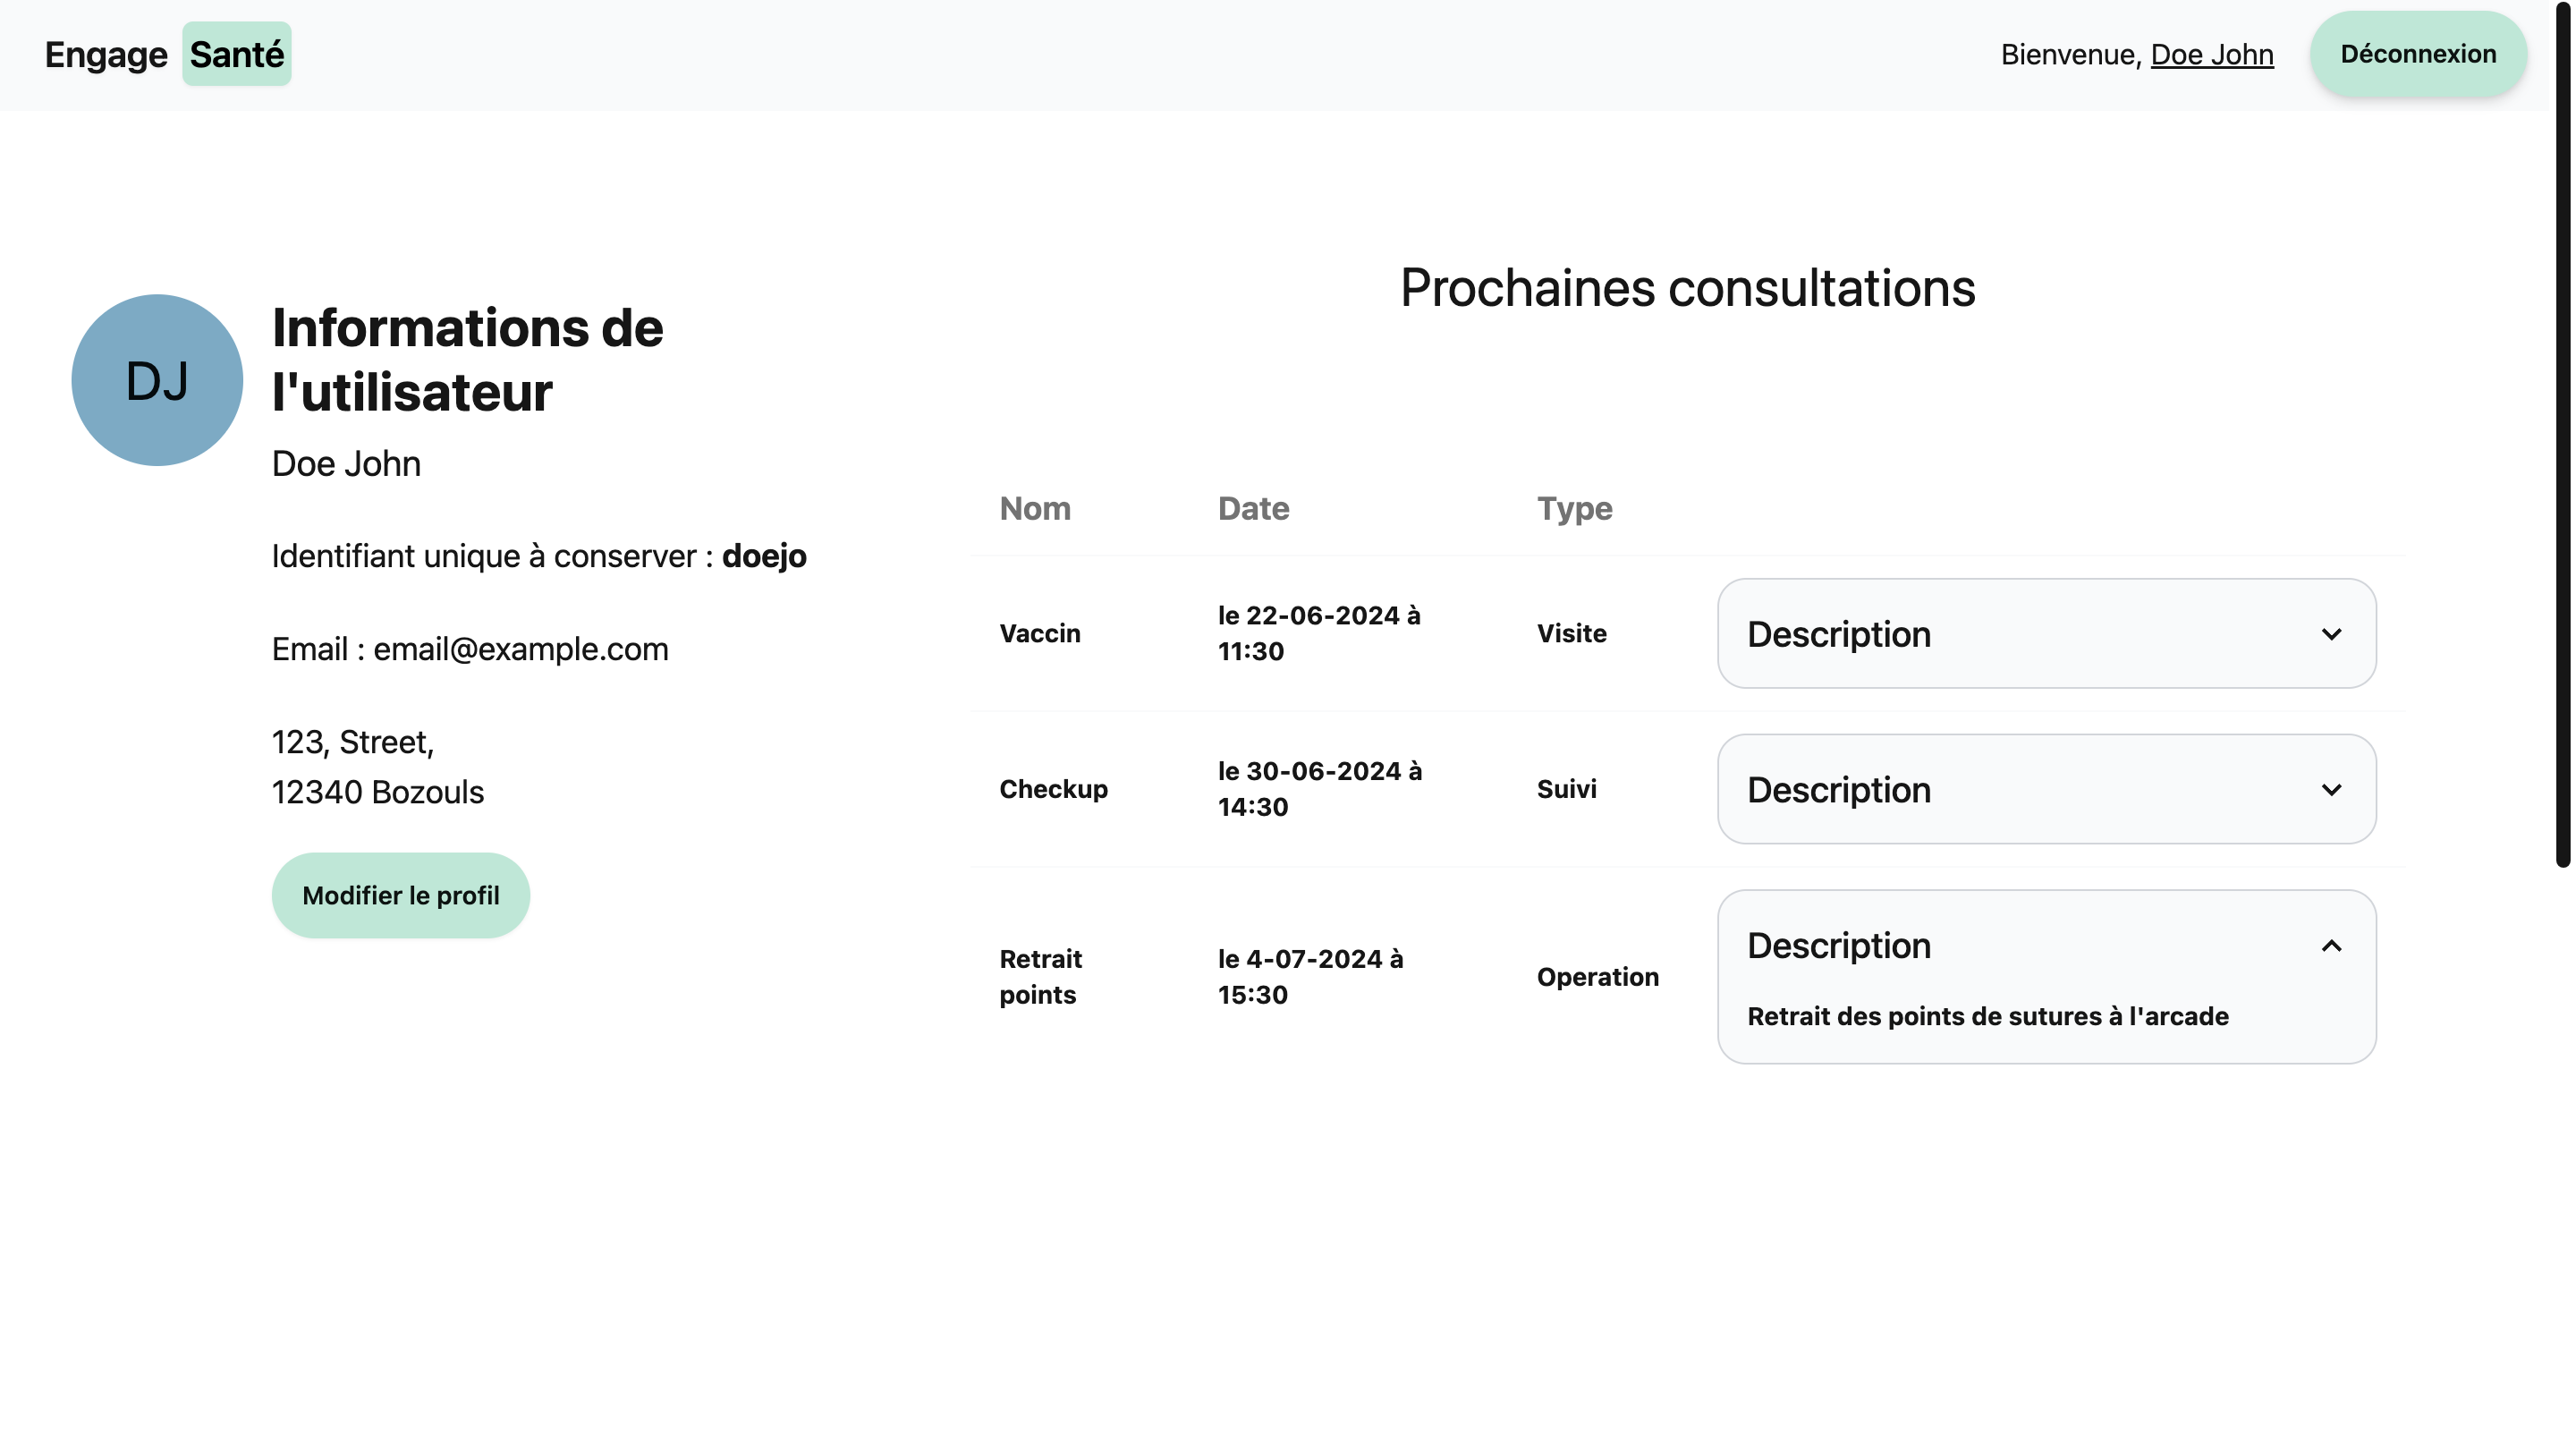 Engage Santé
Bienvenue, Doe John
Déconnexion
DJ
Informations de
l'utilisateur
Doe John
Identifiant unique à conserver : doejo
Email : email@example.com
123, Street,
12340 Bozouls
Modifier le profil
Prochaines consultations
Nom Date Type
Vaccin
le 22-06-2024 à
11:30
Visite
Description
Checkup
le 30-06-2024 à
14:30
Suivi
Description
Retrait
points
le 4-07-2024 à
15:30
Operation
Description
Retrait des points de sutures à l'arcade